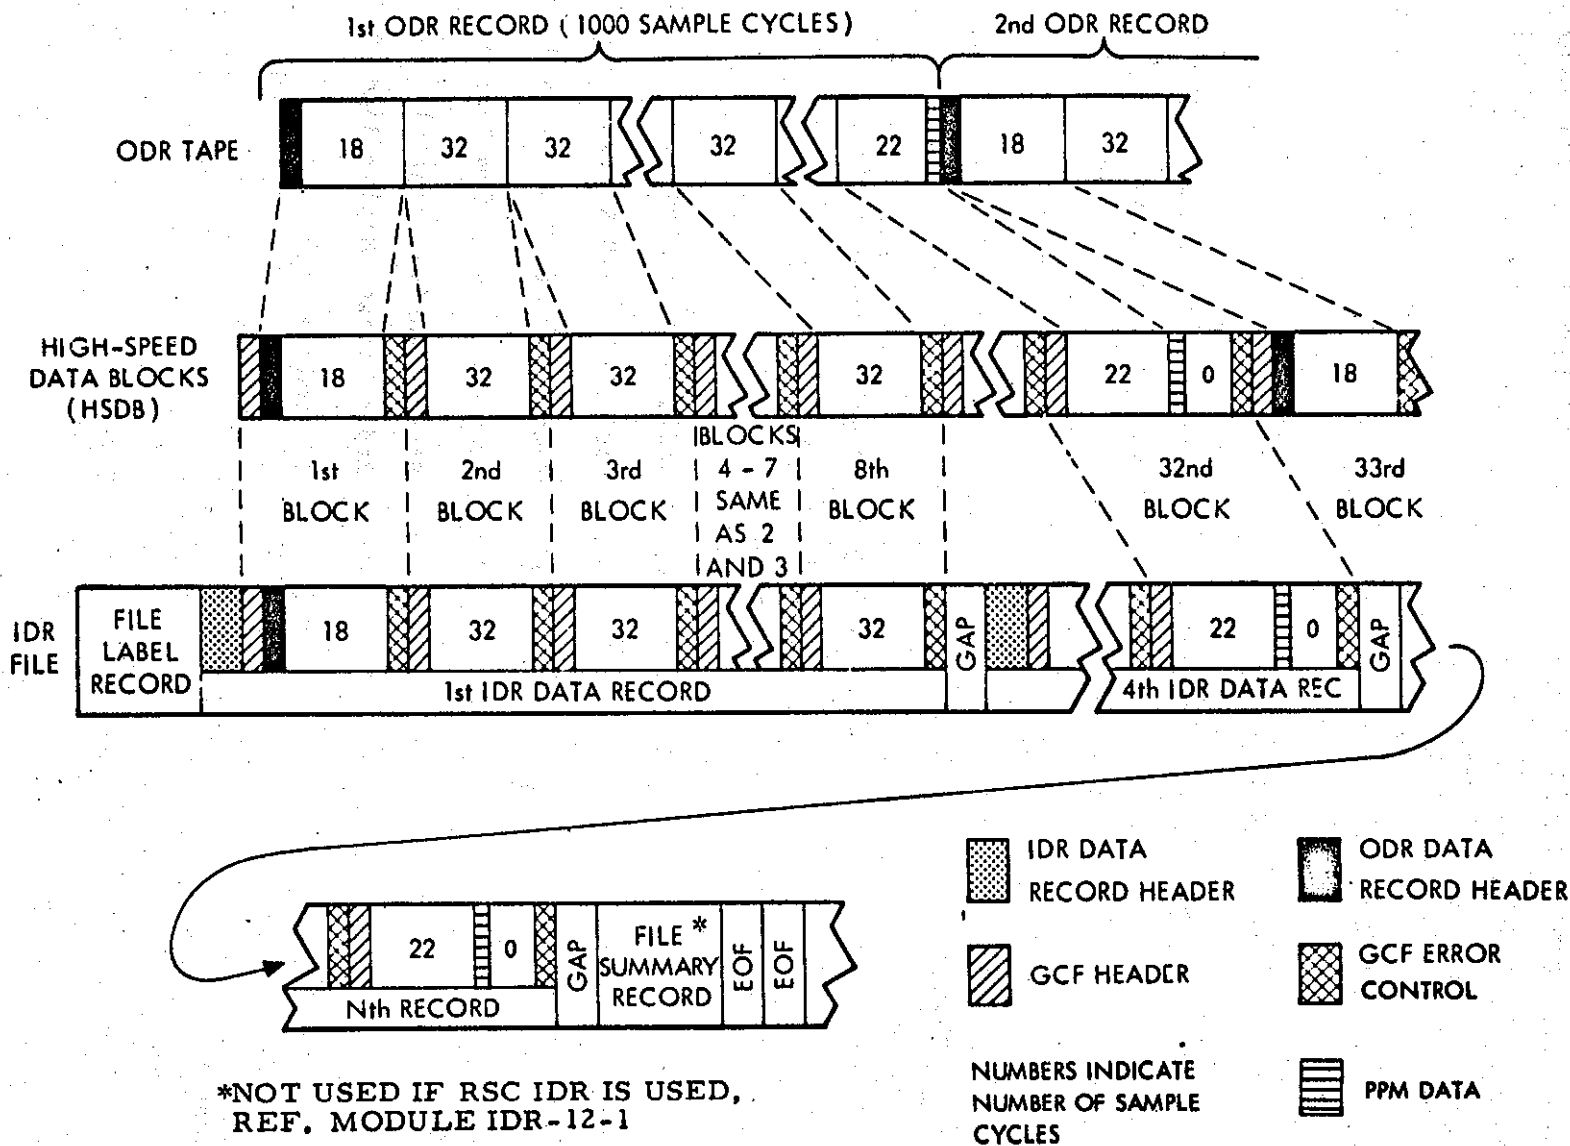 1st ODR RECORD (1000 SAMPLE CYCLES)
2nd ODR RECORD
ODR TAPE
18
32
32
32
22
18
32
HIGH-SPEED
DATA BLOCKS
(HSDB)
18
32
32
32
22
0
18
1st
BLOCK
2nd
BLOCK
3rd
BLOCK
BLOCKS
4 - 7
SAME
AS 2
AND 3
8th
BLOCK
32nd
BLOCK
33rd
BLOCK
IDR
FILE
FILE
LABEL
RECORD
18
32
32
32
GAP
22
0
GAP
1st IDR DATA RECORD
4th IDR DATA REC
22
0
GAP
FILE *
SUMMARY
RECORD
EOF
EOF
Nth RECORD
IDR DATA
RECORD HEADER
ODR DATA
RECORD HEADER
GCF HEADER
GCF ERROR
CONTROL
NUMBERS INDICATE
NUMBER OF SAMPLE
CYCLES
PPM DATA
*NOT USED IF RSC IDR IS USED,
REF. MODULE IDR-12-1